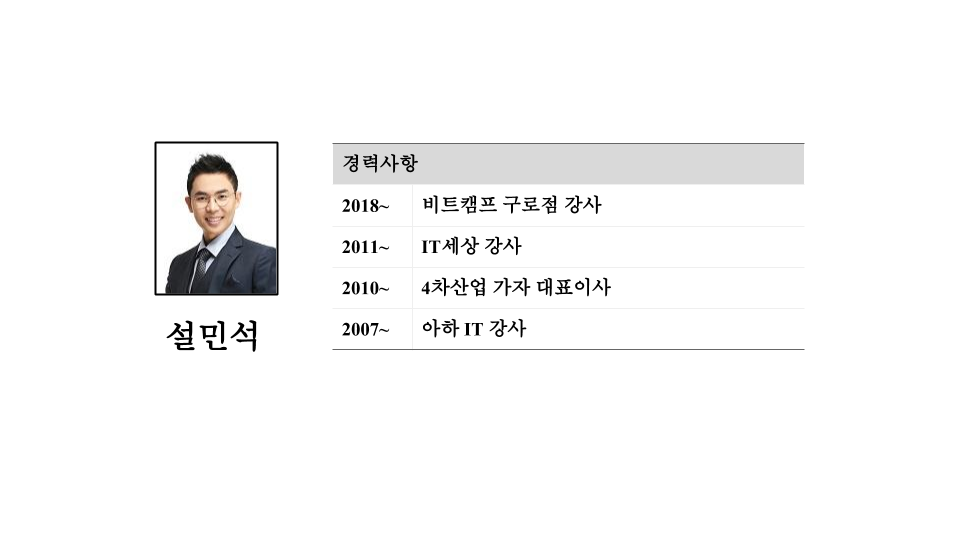 경력사항
2018~ 비트캠프 구로점 강사
2011~ IT세상 강사
2010~ 4차산업 가자 대표이사
2007~ 아하 IT 강사
설민석